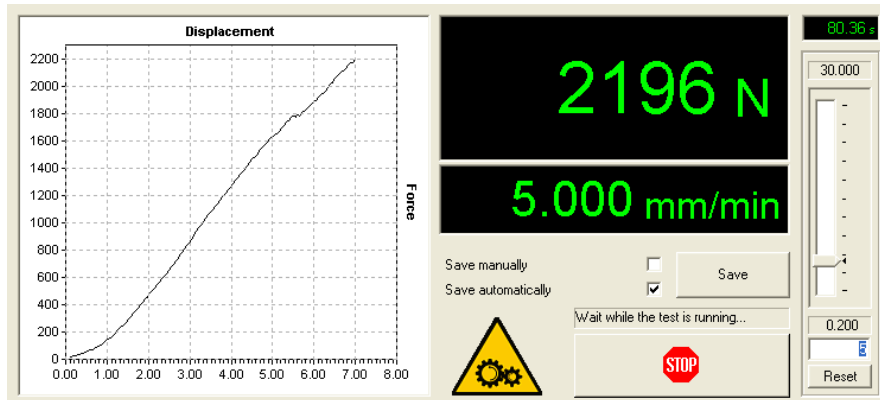 Displacement
2200
2000
1800
1600
1400
1200
1000
800
600
400
200
0
0.00 1.00 2.00 3.00 4.00 5.00 6.00 7.00 8.00
Force
2196 N
5.000 mm/min
Save manually
Save automatically
Save
Wait while the test is running...
STOP
80.36 s
30.000
0.200
5
Reset